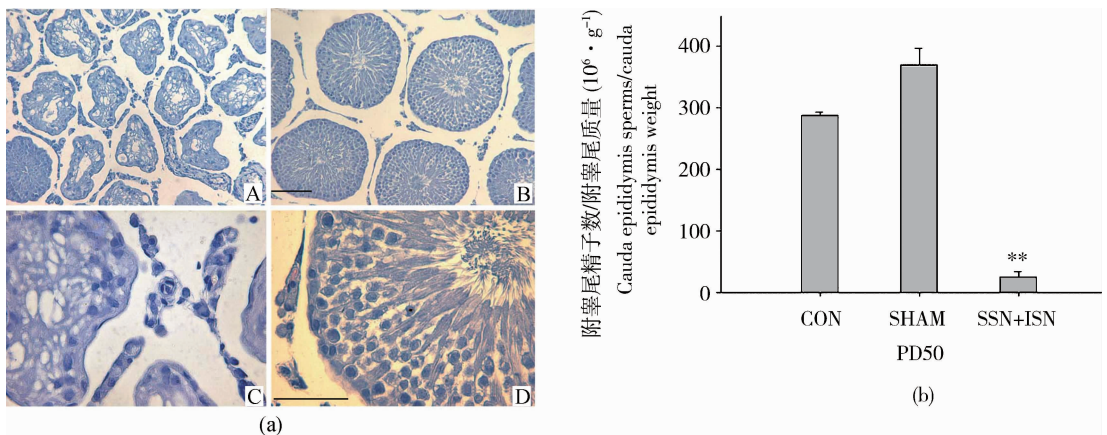 A
B
C
D
(a)
附睾尾精子数/附睾尾质量 (10⁶·g⁻¹)
Cauda epididymis sperms/cauda
epididymis weight
400
300
200
100
0
**
CON SHAM SSN+ISN
PD50
(b)